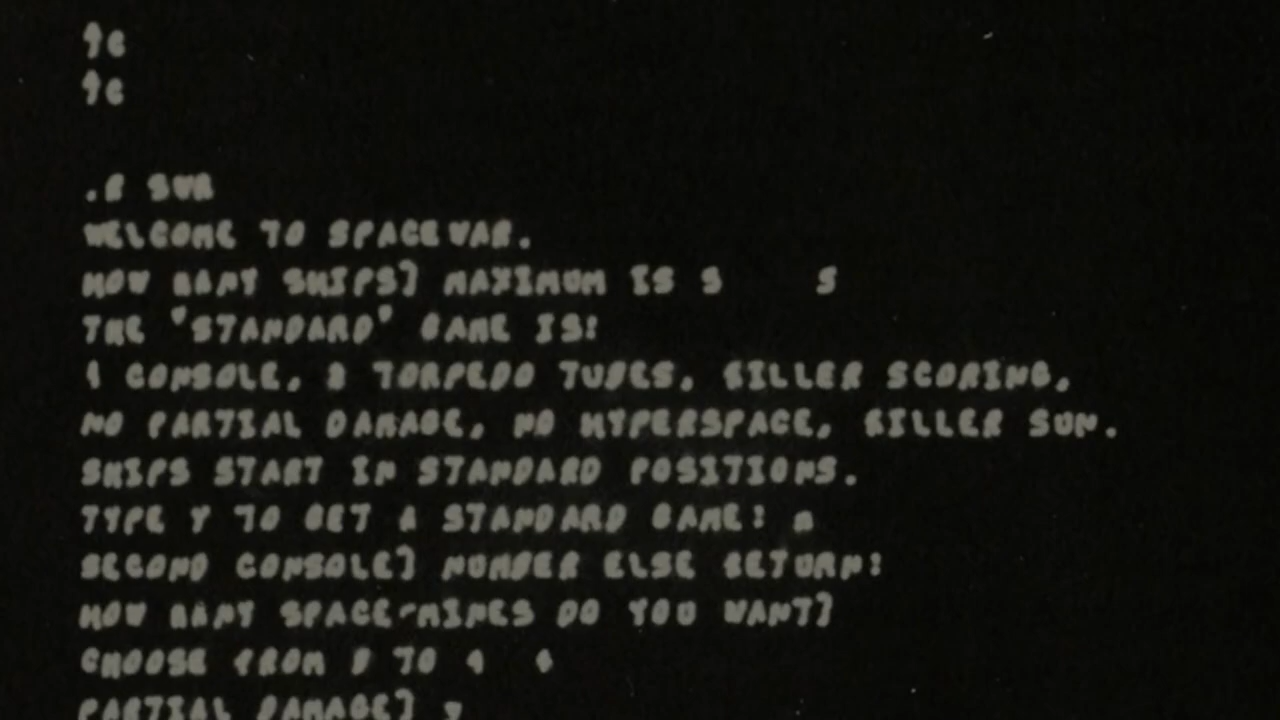 ↑C
↑C
.R SWR
WELCOME TO SPACEWAR.
HOW MANY SHIPS? MAXIMUM IS 5 5
THE "STANDARD" GAME IS:
1 CONSOLE, 2 TORPEDO TUBES, KILLER SCORING,
NO PARTIAL DAMAGE, NO HYPERSPACE, KILLER SUN.
SHIPS START IN STANDARD POSITIONS.
TYPE Y TO GET A STANDARD GAME: n
SECOND CONSOLE? NUMBER ELSE RETURN:
HOW MANY SPACE-MINES DO YOU WANT?
CHOOSE FROM TO 4
PARTIAL DAMAGE? y